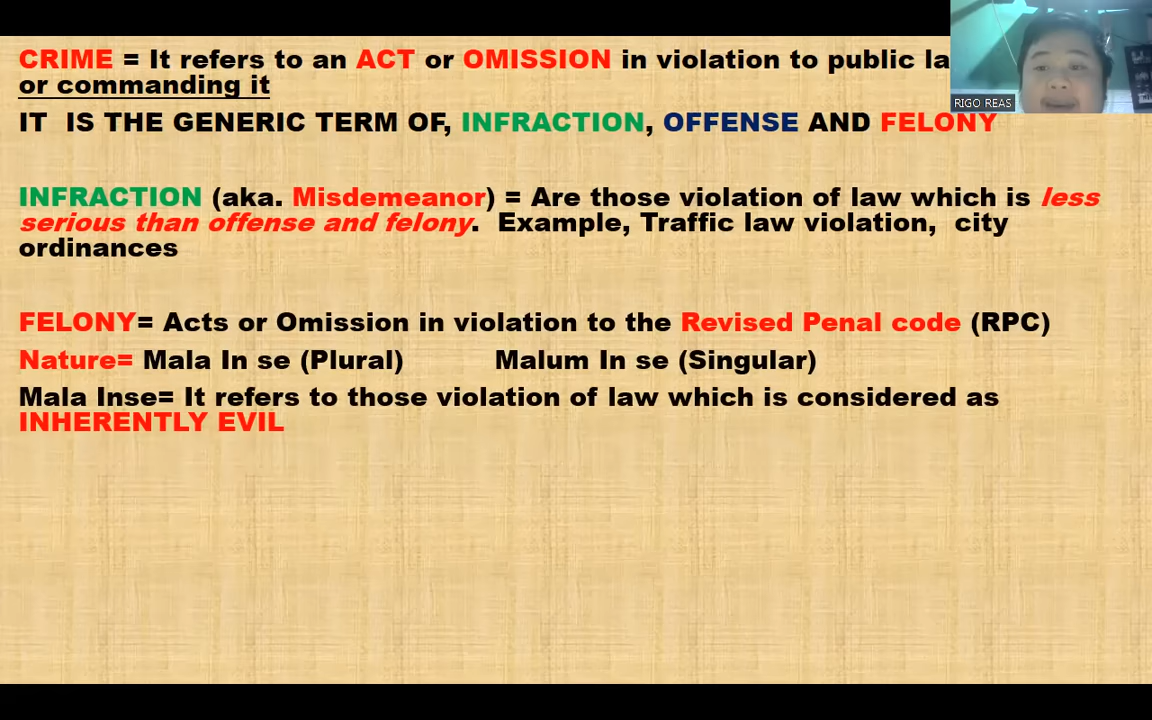 CRIME = It refers to an ACT or OMISSION in violation to public
or commanding it
RIGO REAS
IT IS THE GENERIC TERM OF, INFRACTION, OFFENSE AND FELONY
INFRACTION (aka. Misdemeanor) = Are those violation of law which is less
serious than offense and felony. Example, Traffic law violation, city
ordinances
FELONY= Acts or Omission in violation to the Revised Penal code (RPC)
Nature= Mala In se (Plural) Malum In se (Singular)
Mala Inse= It refers to those violation of law which is considered as
INHERENTLY EVIL